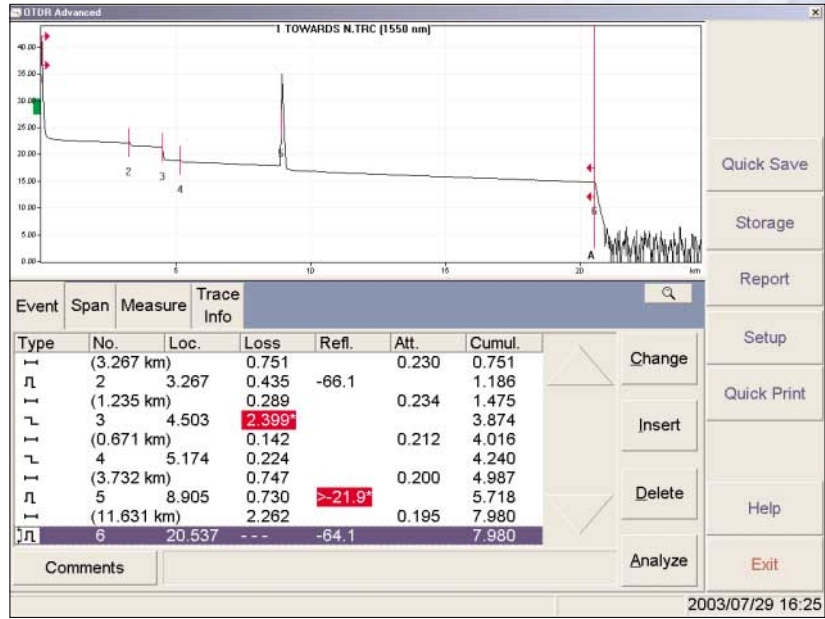 OTDR Advanced
1 TOWARDS N.TRC [1550 nm]
40.00
35.00
30.00
25.00
20.00
15.00
10.00
5.00
0.00
2
3
4
5
6
A
5
10
15
20
km
Quick Save
Storage
Report
Setup
Quick Print
Help
Exit
Event Span Measure Trace Info
Type No. Loc. Loss Refl. Att. Cumul.
(3.267 km) 0.751 0.230 0.751
2 3.267 0.435 -66.1 1.186
(1.235 km) 0.289 0.234 1.475
3 4.503 2.399* 3.874
(0.671 km) 0.142 0.212 4.016
4 5.174 0.224 4.240
(3.732 km) 0.747 0.200 4.987
5 8.905 0.730 >-21.9* 5.718
(11.631 km) 2.262 0.195 7.980
6 20.537 --- -64.1 7.980
Change
Insert
Delete
Analyze
Comments
2003/07/29 16:25